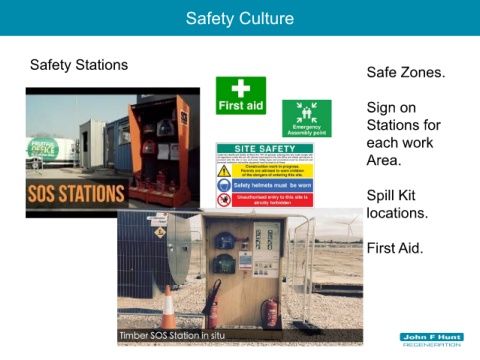 Safety Culture
Safety Stations
SOS STATIONS
First aid
Emergency
Assembly point
SITE SAFETY
Construction work in progress
Parents are advised to warn children
of the dangers of entering this site.
Safety helmets must be worn
Unauthorised entry to this site is
strictly forbidden
Timber SOS Station in situ
Safe Zones.
Sign on
Stations for
each work
Area.
Spill Kit
locations.
First Aid.
John F Hunt
REGENERATION